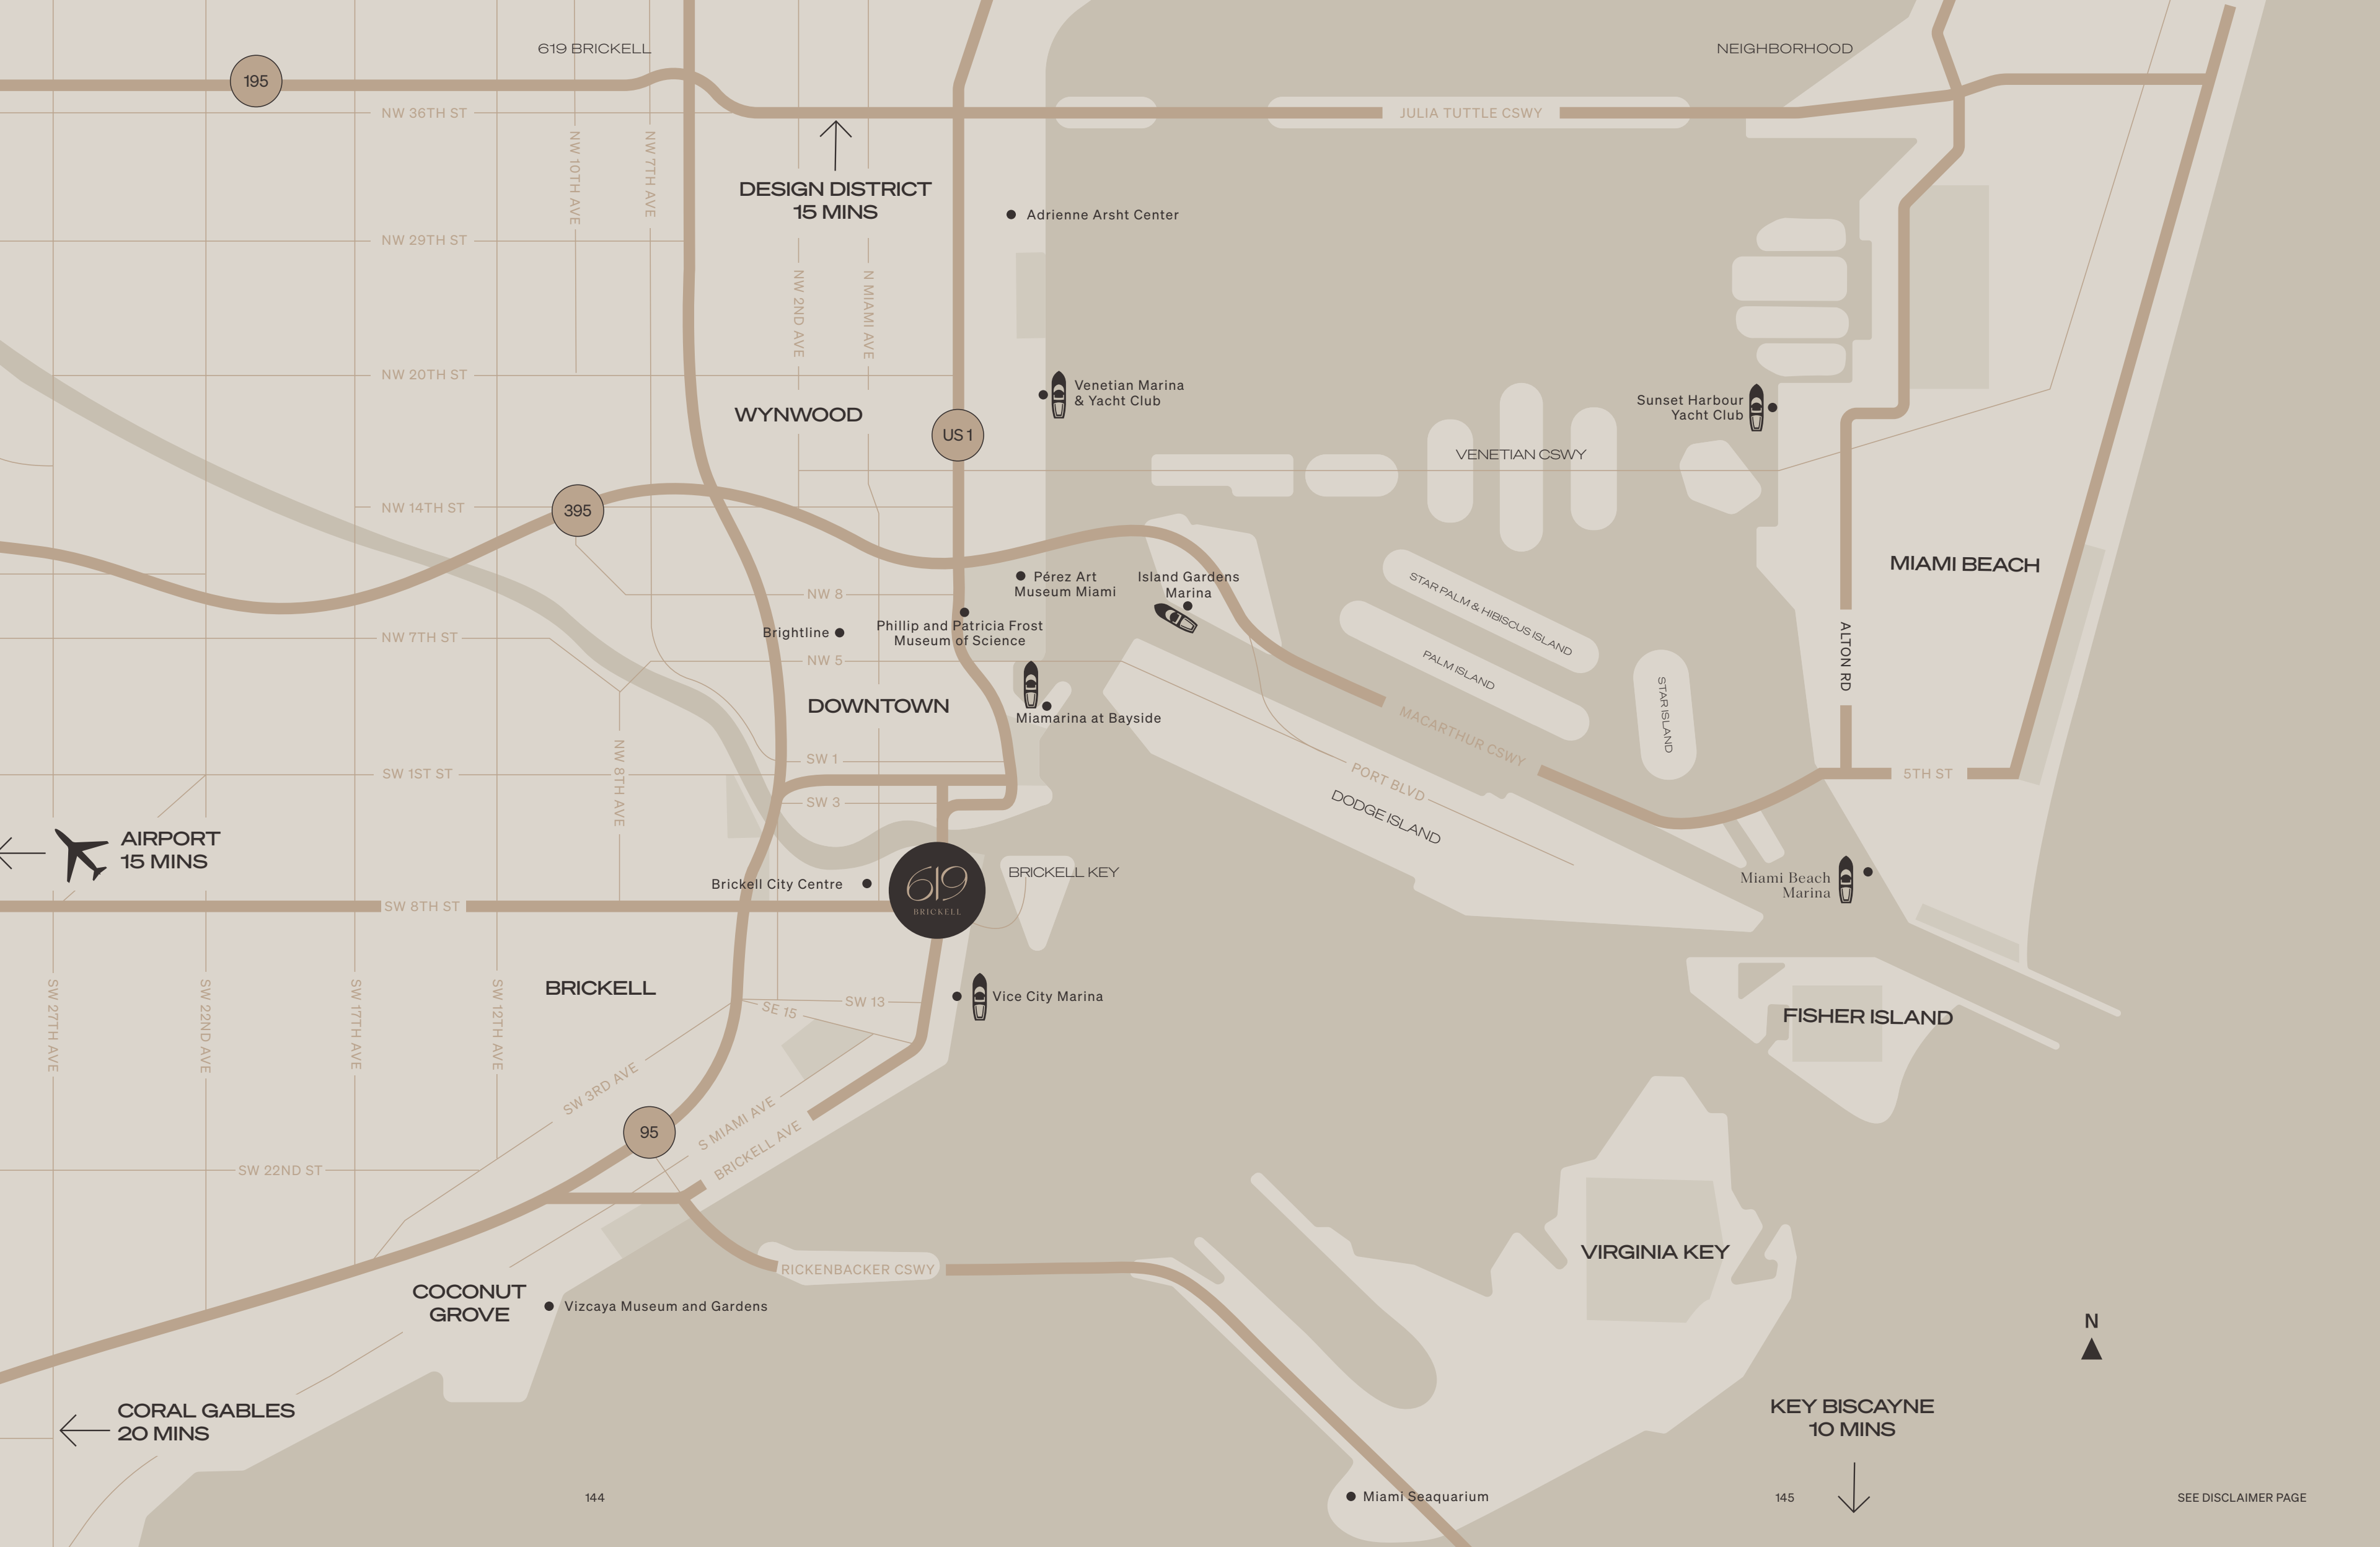 619 BRICKELL
NEIGHBORHOOD
195
NW 36TH ST
JULIA TUTTLE CSWY
NW 10TH AVE
NW 7TH AVE
DESIGN DISTRICT
15 MINS
Adrienne Arsht Center
NW 29TH ST
NW 2ND AVE
N MIAMI AVE
NW 20TH ST
Venetian Marina
& Yacht Club
Sunset Harbour
Yacht Club
WYNWOOD
US 1
VENETIAN CSWY
395
NW 14TH ST
MIAMI BEACH
Pérez Art
Museum Miami
Island Gardens
Marina
STAR PALM & HIBISCUS ISLAND
NW 8
Brightline
Phillip and Patricia Frost
Museum of Science
NW 7TH ST
NW 5
PALM ISLAND
ALTON RD
STAR ISLAND
DOWNTOWN
Miamarina at Bayside
MACARTHUR CSWY
NW 8TH AVE
SW 1
SW 1ST ST
PORT BLVD
5TH ST
SW 3
DODGE ISLAND
AIRPORT
15 MINS
Brickell City Centre
619
BRICKELL
BRICKELL KEY
Miami Beach
Marina
SW 8TH ST
BRICKELL
Vice City Marina
SW 13
SE 15
SW 27TH AVE
SW 22ND AVE
SW 17TH AVE
SW 12TH AVE
FISHER ISLAND
SW 3RD AVE
S MIAMI AVE
BRICKELL AVE
95
SW 22ND ST
VIRGINIA KEY
RICKENBACKER CSWY
COCONUT
GROVE
Vizcaya Museum and Gardens
N
CORAL GABLES
20 MINS
KEY BISCAYNE
10 MINS
144
Miami Seaquarium
145
SEE DISCLAIMER PAGE